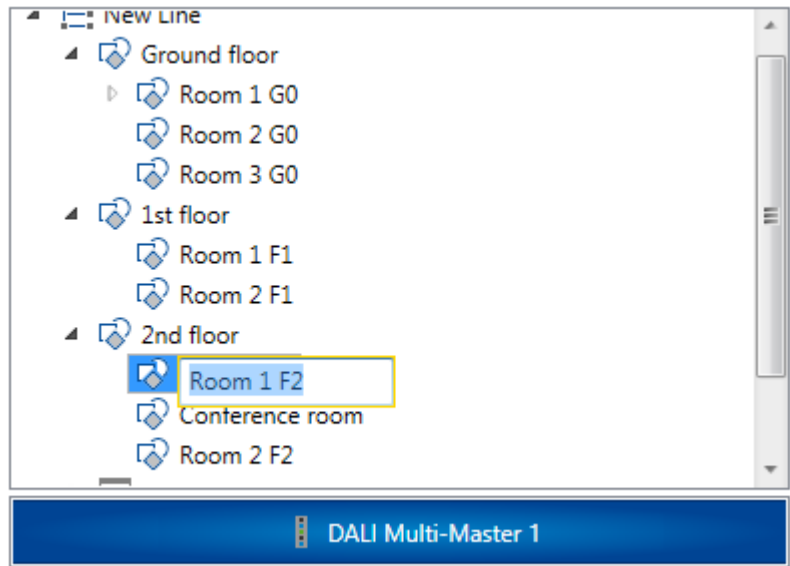 New Line
Ground floor
Room 1 G0
Room 2 G0
Room 3 G0
1st floor
Room 1 F1
Room 2 F1
2nd floor
Room 1 F2
Conference room
Room 2 F2
DALI Multi-Master 1